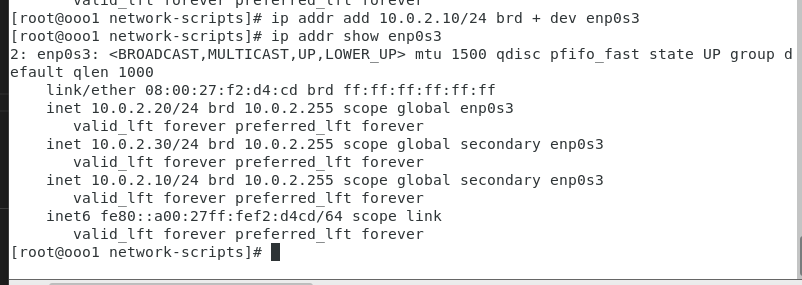 [root@ooo1 network-scripts]# ip addr add 10.0.2.10/24 brd + dev enp0s3
[root@ooo1 network-scripts]# ip addr show enp0s3
2: enp0s3: <BROADCAST,MULTICAST,UP,LOWER_UP> mtu 1500 qdisc pfifo_fast state UP group d
efault qlen 1000
    link/ether 08:00:27:f2:d4:cd brd ff:ff:ff:ff:ff:ff
    inet 10.0.2.20/24 brd 10.0.2.255 scope global enp0s3
       valid_lft forever preferred_lft forever
    inet 10.0.2.30/24 brd 10.0.2.255 scope global secondary enp0s3
       valid_lft forever preferred_lft forever
    inet 10.0.2.10/24 brd 10.0.2.255 scope global secondary enp0s3
       valid_lft forever preferred_lft forever
    inet6 fe80::a00:27ff:fef2:d4cd/64 scope link
       valid_lft forever preferred_lft forever
[root@ooo1 network-scripts]#